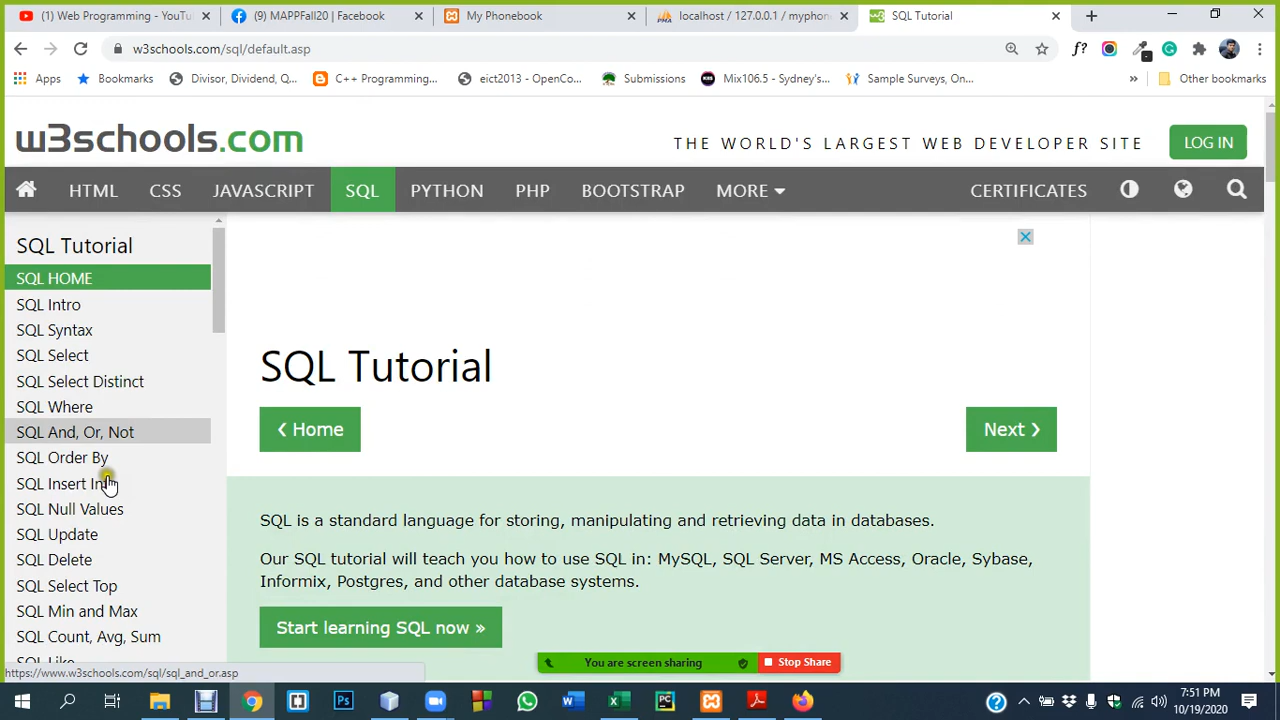 (1) Web Programming - YouTu
(9) MAPPFall20 | Facebook
My Phonebook
localhost / 127.0.0.1 / myphon
SQL Tutorial
w3schools.com/sql/default.asp
f?
Apps
Bookmarks
Divisor, Dividend, Q...
C++ Programming...
eict2013 - OpenCo...
Submissions
Mix106.5 - Sydney's...
Sample Surveys, On...
»
Other bookmarks
w3schools.com
THE WORLD'S LARGEST WEB DEVELOPER SITE
LOG IN
HTML CSS JAVASCRIPT SQL PYTHON PHP BOOTSTRAP MORE CERTIFICATES
SQL Tutorial
SQL HOME
SQL Intro
SQL Syntax
SQL Select
SQL Select Distinct
SQL Where
SQL And, Or, Not
SQL Order By
SQL Insert In
SQL Null Values
SQL Update
SQL Delete
SQL Select Top
SQL Min and Max
SQL Count, Avg, Sum
SQL Like
https://www.w3schools.com/sql/sql_and_or.asp
SQL Tutorial
❮ Home
Next ❯
SQL is a standard language for storing, manipulating and retrieving data in databases.
Our SQL tutorial will teach you how to use SQL in: MySQL, SQL Server, MS Access, Oracle, Sybase,
Informix, Postgres, and other database systems.
Start learning SQL now »
You are screen sharing
Stop Share
7:51 PM
10/19/2020